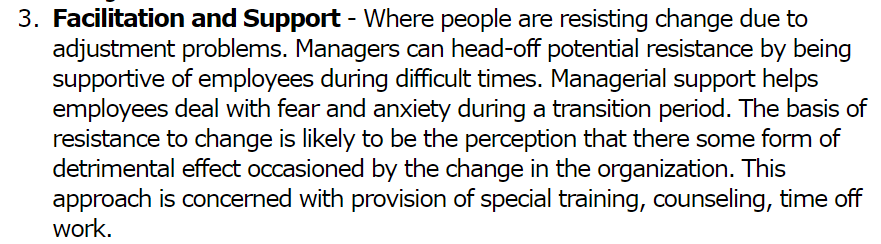 3. Facilitation and Support - Where people are resisting change due to
adjustment problems. Managers can head-off potential resistance by being
supportive of employees during difficult times. Managerial support helps
employees deal with fear and anxiety during a transition period. The basis of
resistance to change is likely to be the perception that there some form of
detrimental effect occasioned by the change in the organization. This
approach is concerned with provision of special training, counseling, time off
work.